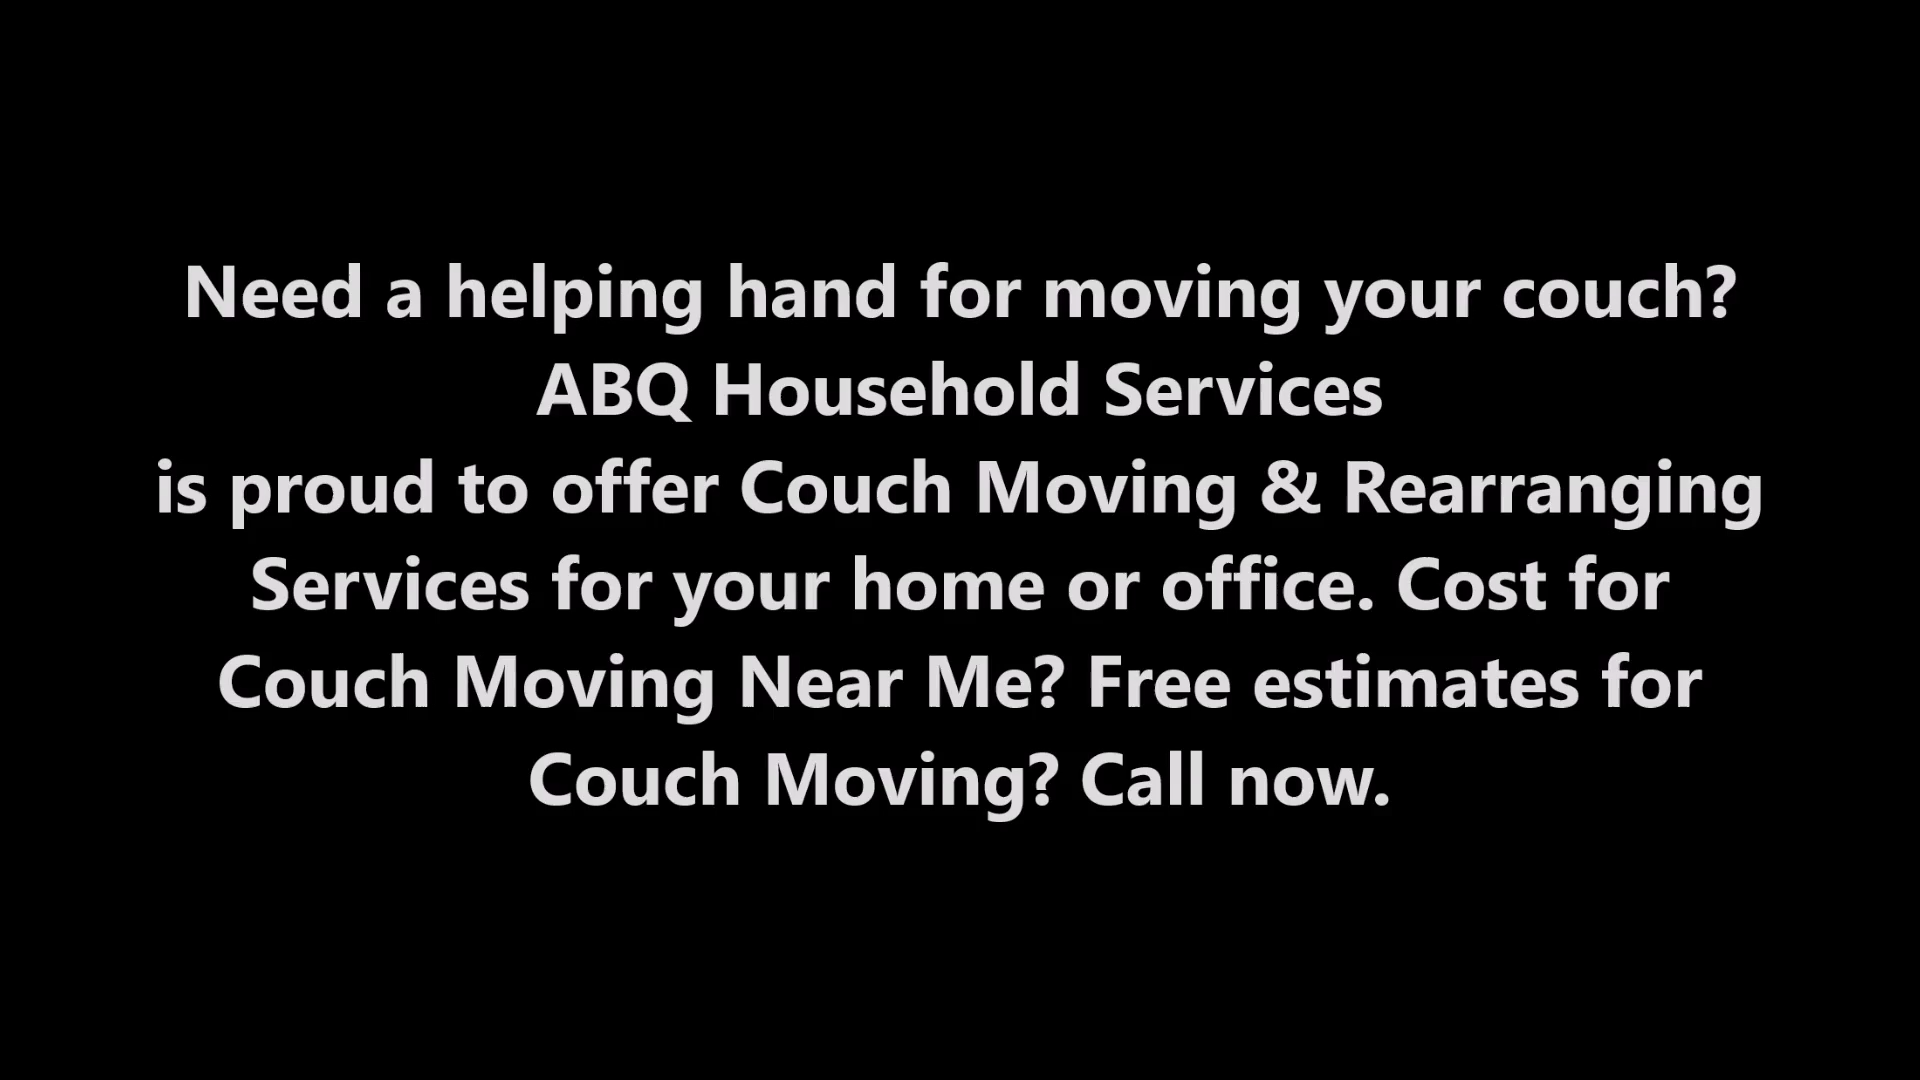 Need a helping hand for moving your couch?
ABQ Household Services
is proud to offer Couch Moving & Rearranging
Services for your home or office. Cost for
Couch Moving Near Me? Free estimates for
Couch Moving? Call now.